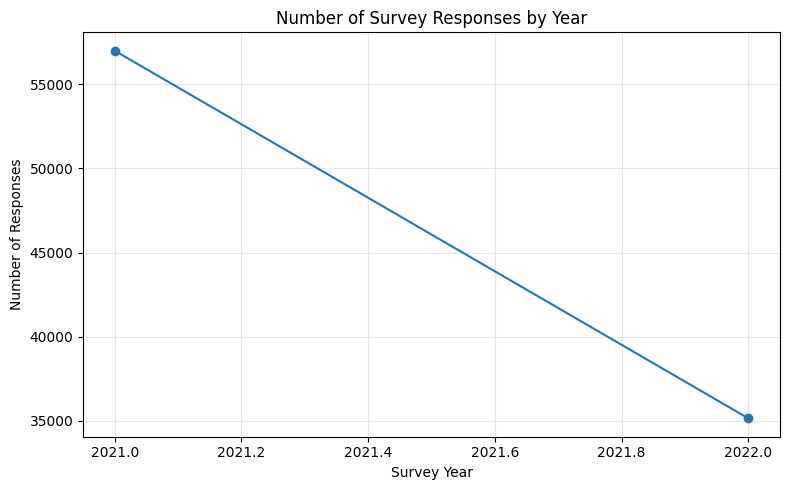 Number of Survey Responses by Year
Number of Responses
55000
50000
45000
40000
35000
2021.0 2021.2 2021.4 2021.6 2021.8 2022.0
Survey Year